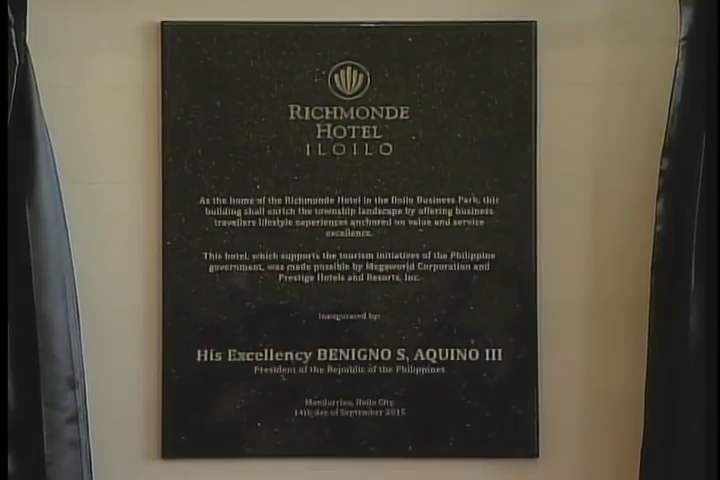 RICHMONDE
HOTEL
ILOILO
As the home of the Richmonde Hotel in the Iloilo Business Park, this
building shall enrich the township landscape by offering business
travellers lifestyle experiences anchored on value and service
excellence.
This hotel, which supports the tourism initiatives of the Philippine
government, was made possible by Megaworld Corporation and
Prestige Hotels and Resorts, Inc.
Inaugurated by:
His Excellency BENIGNO S. AQUINO III
President of the Republic of the Philippines
Mandurriao, Iloilo City
14th day of September 2015